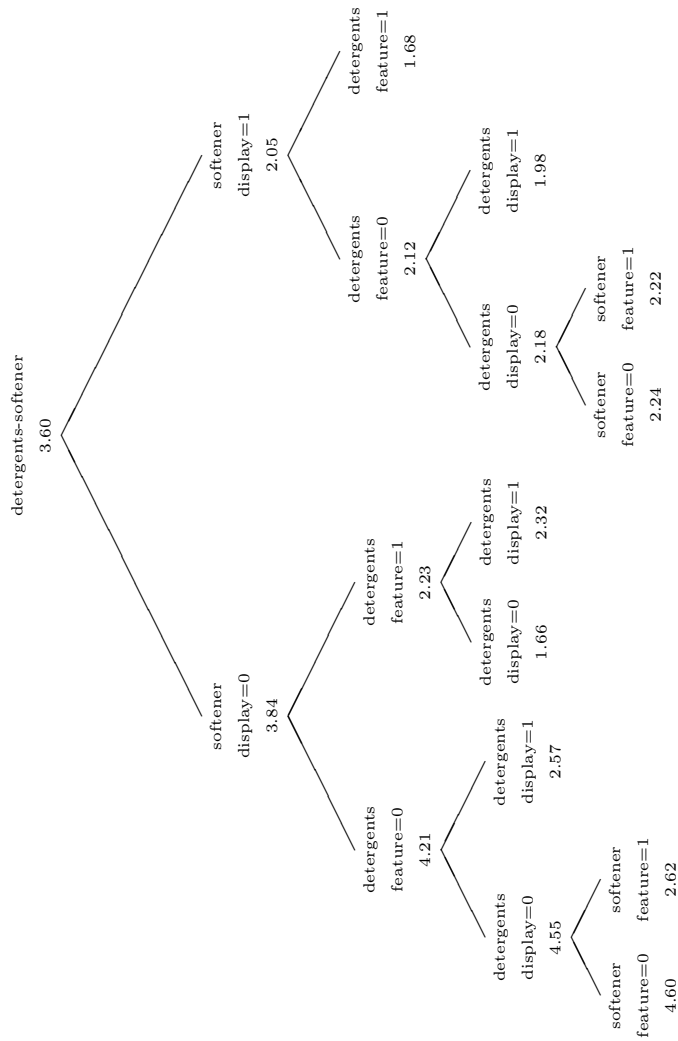 detergents-softener
3.60
softener
display=0
3.84
softener
display=1
2.05
detergents
feature=0
4.21
detergents
feature=1
2.23
detergents
feature=0
2.12
detergents
feature=1
1.68
detergents
display=0
4.55
detergents
display=1
2.57
detergents
display=0
1.66
detergents
display=1
2.32
detergents
display=0
2.18
detergents
display=1
1.98
softener
feature=0
4.60
softener
feature=1
2.62
softener
feature=0
2.24
softener
feature=1
2.22